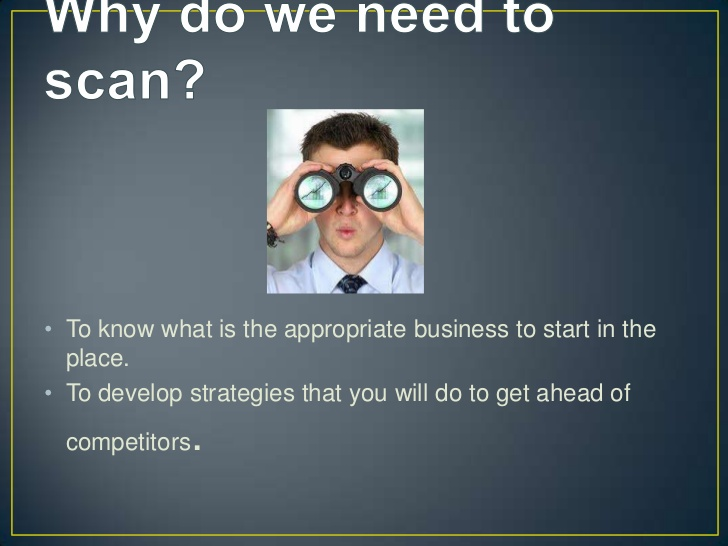 Why do we need to
scan?
• To know what is the appropriate business to start in the
place.
• To develop strategies that you will do to get ahead of
competitors.